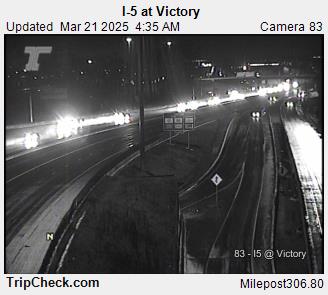 I-5 at Victory
Updated Mar 21 2025 4:35 AM Camera 83
N
83 - I5 @ Victory
TripCheck.com Milepost306.80